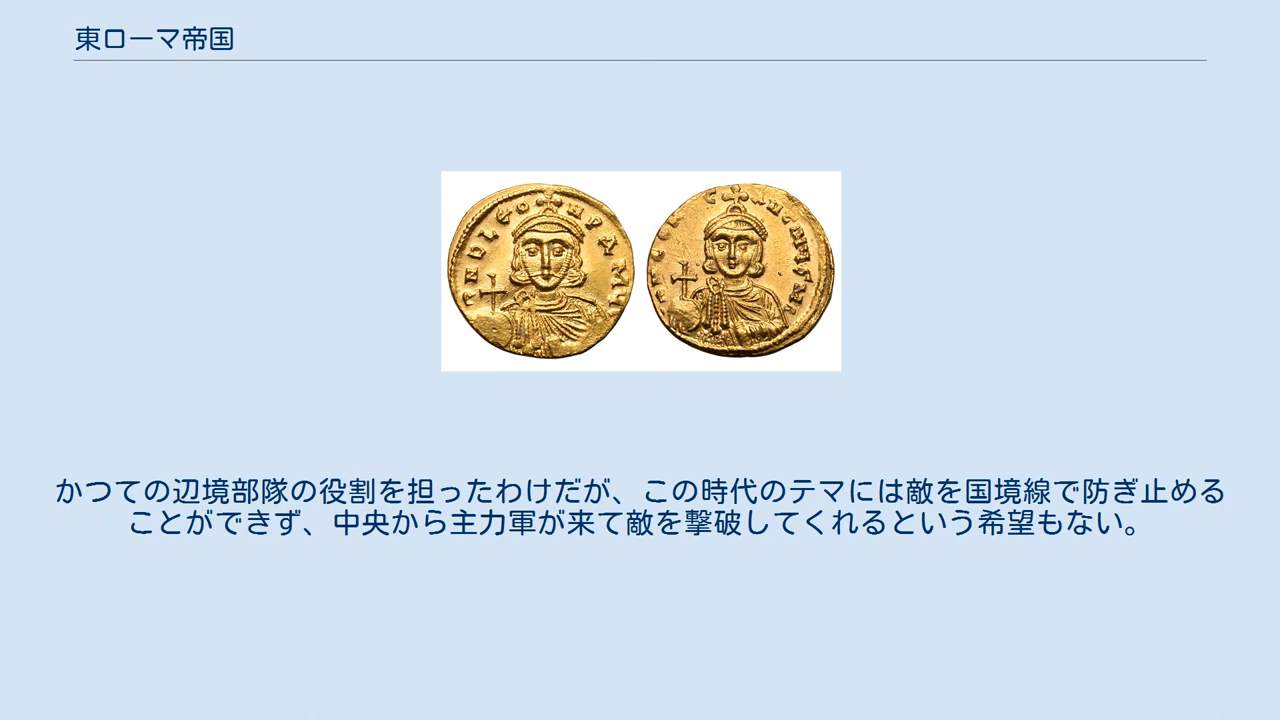 東ローマ帝国
かつての辺境部隊の役割を担ったわけだが、この時代のテマには敵を国境線で防ぎ止める
ことができず、中央から主力軍が来て敵を撃破してくれるという希望もない。